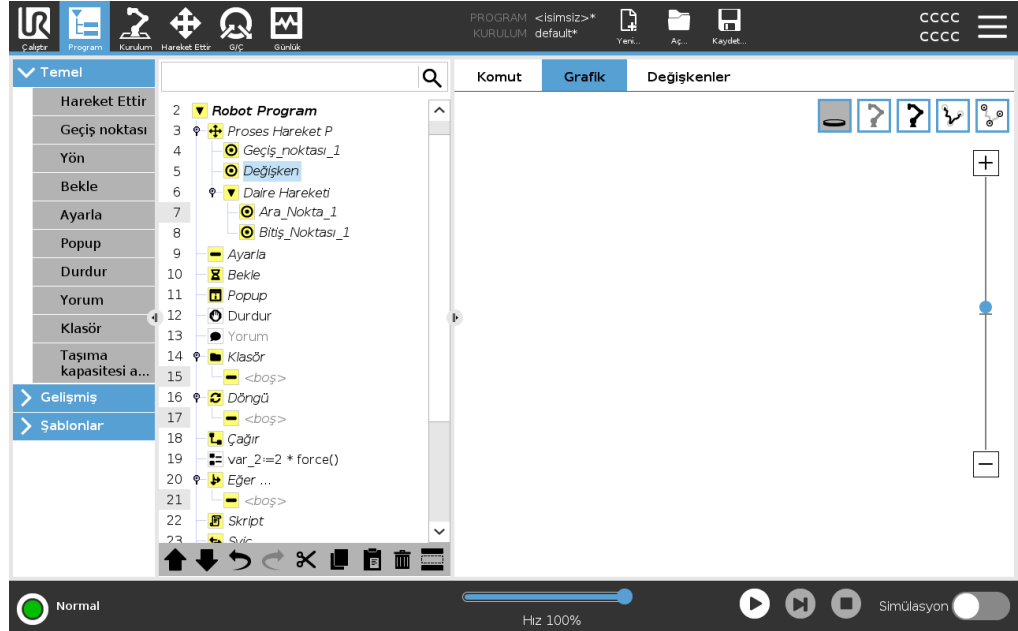 PROGRAM <isimsiz>*
KURULUM default*
CCCC
CCCC
Çalıştır
Program
Kurulum
Hareket Ettir
G/Ç
Günlük
Yeni...
Aç...
Kaydet...
Temel
Hareket Ettir
Geçiş noktası
Yön
Bekle
Ayarla
Popup
Durdur
Yorum
Klasör
Taşıma
kapasitesi a...
Gelişmiş
Şablonlar
2 Robot Program
3 Proses Hareket P
4 Geçiş_noktası_1
5 Değişken
6 Daire Hareketi
7 Ara_Nokta_1
8 Bitiş_Noktası_1
9 Ayarla
10 Bekle
11 Popup
12 Durdur
13 Yorum
14 Klasör
15 <boş>
16 Döngü
17 <boş>
18 Çağır
19 var_2:=2 * force()
20 Eğer ...
21 <boş>
22 Skript
23 Sviç
Komut
Grafik
Değişkenler
Normal
Hız 100%
Simülasyon